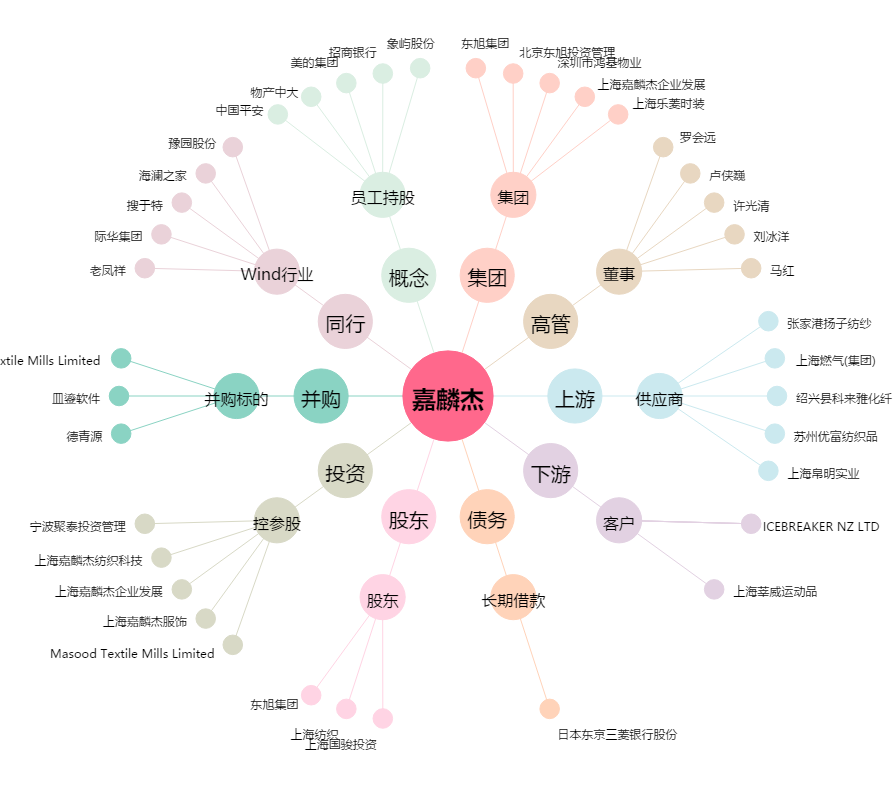 象屿股份
招商银行
美的集团
物产中大
中国平安
员工持股
概念
东旭集团
北京东旭投资管理
深圳市鸿基物业
上海嘉麟杰企业发展
上海乐菱时装
集团
集团
豫园股份
海澜之家
搜于特
际华集团
老凤祥
Wind行业
同行
罗会远
卢侠巍
许光清
刘冰洋
马红
董事
高管
xtile Mills Limited
皿鎏软件
德青源
并购标的
并购
嘉麟杰
上游
供应商
张家港扬子纺纱
上海燃气(集团)
绍兴县科来雅化纤
苏州优富纺织品
上海帛明实业
投资
控参股
宁波聚泰投资管理
上海嘉麟杰纺织科技
上海嘉麟杰企业发展
上海嘉麟杰服饰
Masood Textile Mills Limited
下游
客户
ICEBREAKER NZ LTD
上海莘威运动品
股东
股东
东旭集团
上海纺织
上海国骏投资
债务
长期借款
日本东京三菱银行股份